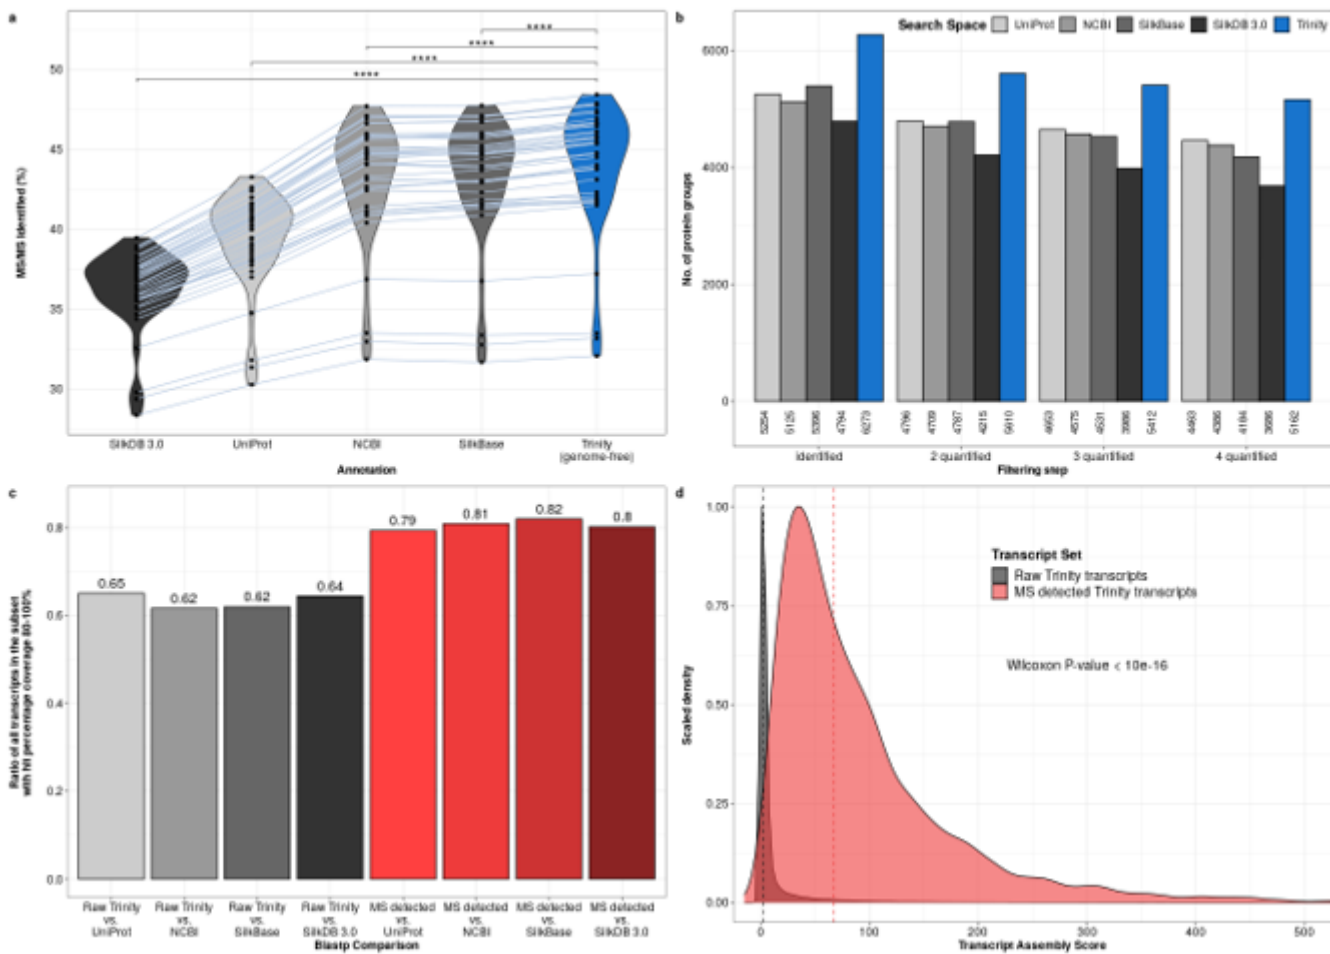 a
****
****
****
****
50
45
40
35
30
MS/MS Identified (%)
SilkDB 3.0 UniProt NCBI SilkBase Trinity
(genome-free)
Annotation
b
Search Space UniProt NCBI SilkBase SilkDB 3.0 Trinity
6000
4000
2000
0
No. of protein groups
5254 5125 5396 4794 6273 4796 4709 4787 4215 5610 4653 4575 4531 3986 5412 4463 4386 4184 3686 5162
Identified 2 quantified 3 quantified 4 quantified
Filtering step
c
0.8
0.6
0.4
0.2
0.0
Ratio of all transcripts in the subset
with hit percentage coverage 80-100%
0.65 0.62 0.62 0.64 0.79 0.81 0.82 0.8
Raw Trinity Raw Trinity Raw Trinity Raw Trinity MS detected MS detected MS detected MS detected
vs. vs. vs. vs. vs. vs. vs. vs.
UniProt NCBI SilkBase SilkDB 3.0 UniProt NCBI SilkBase SilkDB 3.0
Blastp Comparison
d
1.00
0.75
0.50
0.25
0.00
Scaled density
Transcript Set
Raw Trinity transcripts
MS detected Trinity transcripts
Wilcoxon P-value < 10e-16
0 100 200 300 400 500
Transcript Assembly Score